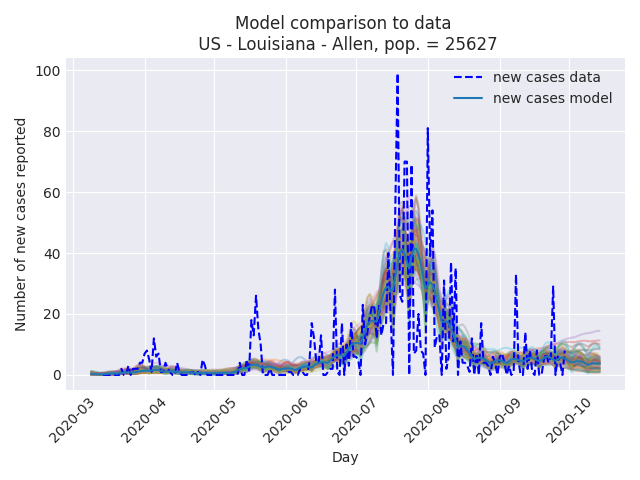 Model comparison to data
US - Louisiana - Allen, pop. = 25627
new cases data
new cases model
Number of new cases reported
100
80
60
40
20
0
2020-03
2020-04
2020-05
2020-06
2020-07
2020-08
2020-09
2020-10
Day